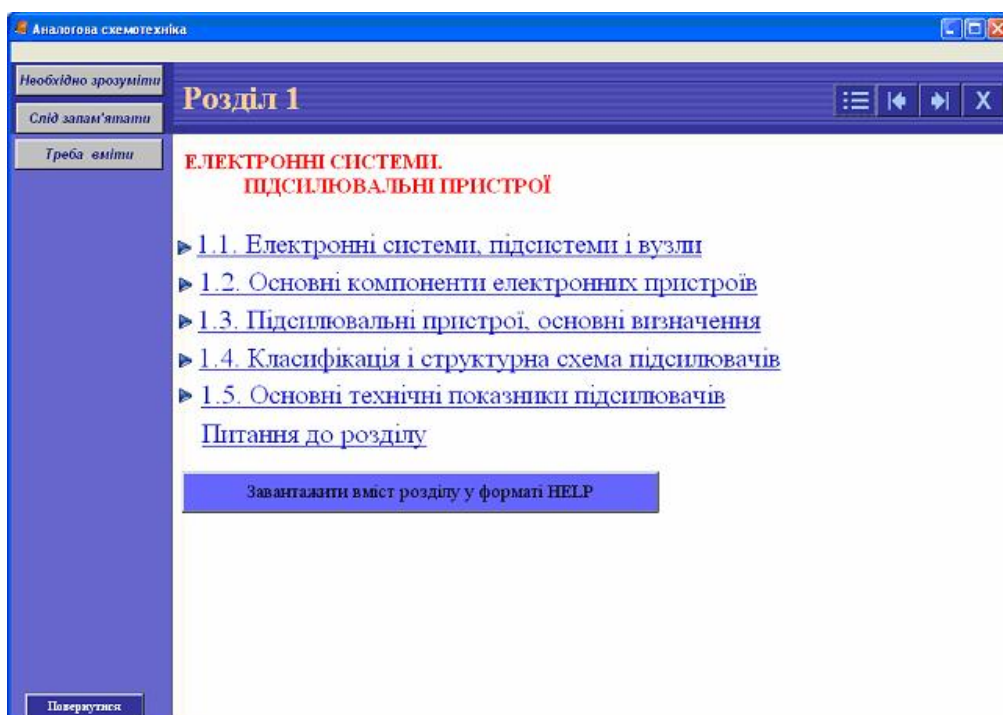 Аналогова схемотехніка
Необхідно зрозуміти
Слід запам'ятати
Треба вміти
Розділ 1
X
ЕЛЕКТРОННІ СИСТЕМИ.
ПІДСИЛЮВАЛЬНІ ПРИСТРОЇ
1.1. Електронні системи, підсистеми і вузли
1.2. Основні компоненти електронних пристроїв
1.3. Підсилювальні пристрої, основні визначення
1.4. Класифікація і структурна схема підсилювачів
1.5. Основні технічні показники підсилювачів
Питання до розділу
Завантажити вміст розділу у форматі HELP
Повернутися